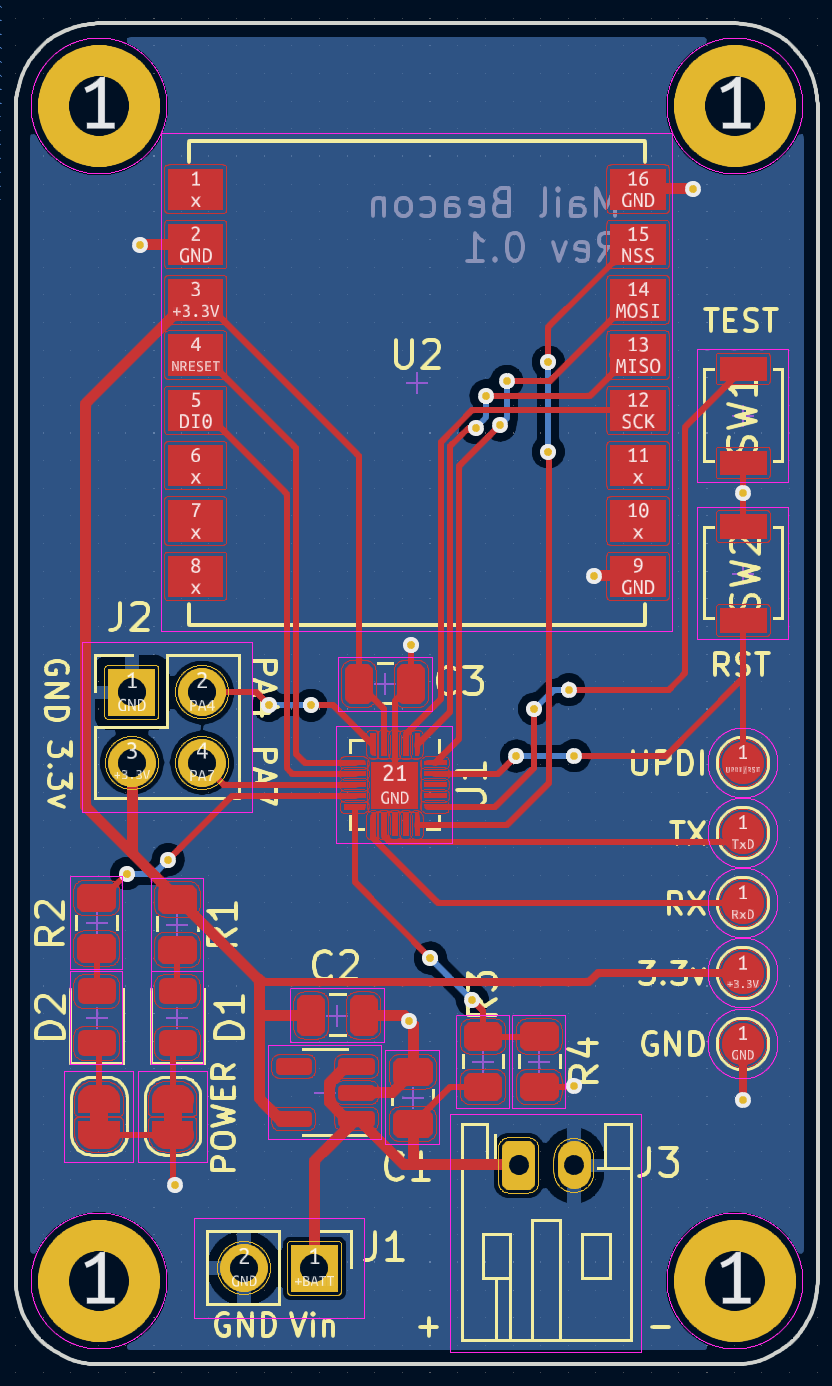 1
1
1
x
16
GND
Mail Beacon
Rev 0.1
2
GND
15
NSS
3
+3.3V
14
MOSI
TEST
4
NRESET
U2
13
MISO
5
DI0
12
SCK
SW1
6
x
11
x
7
x
10
x
8
x
9
GND
SW2
J2
RST
GND
3.3v
1
GND
2
PA4
PA4
C3
3
+3.3V
4
PA7
PA7
21
GND
U1
UPDI
1
TX
1
TxD
RX
1
RxD
R2
R1
C2
R3
3.3v
1
+3.3V
D2
D1
GND
1
GND
R4
POWER
C1
J3
J1
2
GND
1
+BATT
GND Vin
+
-
1
1